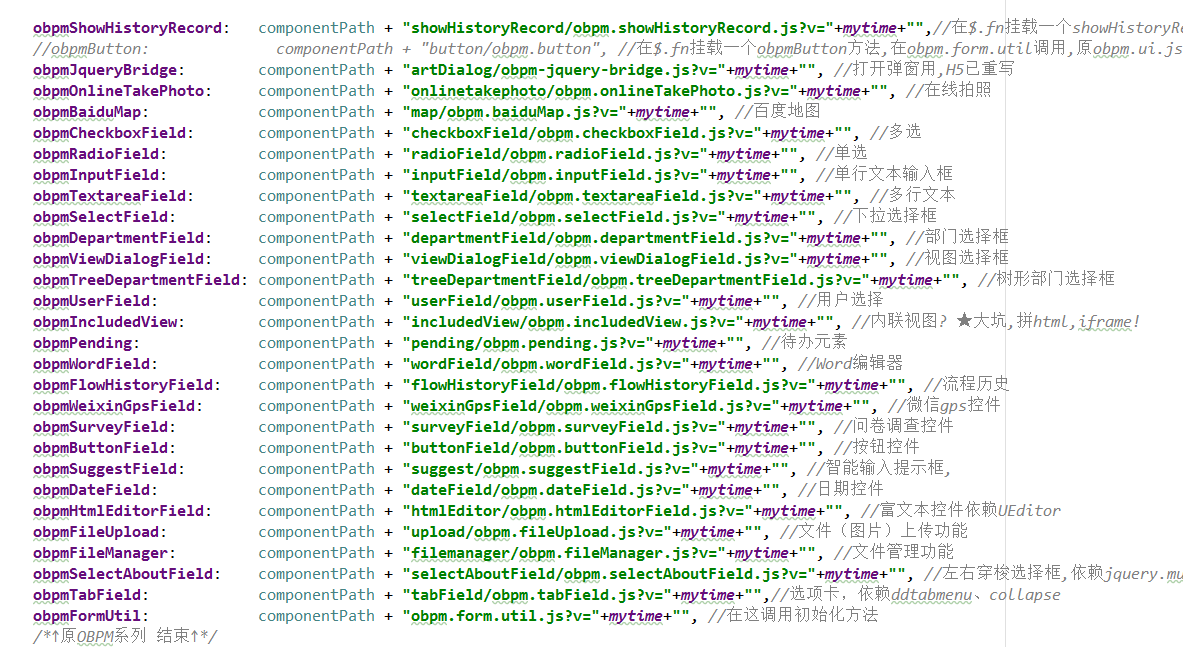 obpmShowHistoryRecord:   componentPath + "showHistoryRecord/obpm.showHistoryRecord.js?v="+mytime+"",//在$.fn挂载一个showHistoryRe
//obpmButton:              componentPath + "button/obpm.button", //在$.fn挂载一个obpmButton方法,在obpm.form.util调用,原obpm.ui.js
obpmJqueryBridge:        componentPath + "artDialog/obpm-jquery-bridge.js?v="+mytime+"", //打开弹窗用,H5已重写
obpmOnlineTakePhoto:     componentPath + "onlinetakephoto/obpm.onlineTakePhoto.js?v="+mytime+"", //在线拍照
obpmBaiduMap:            componentPath + "map/obpm.baiduMap.js?v="+mytime+"", //百度地图
obpmCheckboxField:       componentPath + "checkboxField/obpm.checkboxField.js?v="+mytime+"", //多选
obpmRadioField:          componentPath + "radioField/obpm.radioField.js?v="+mytime+"", //单选
obpmInputField:          componentPath + "inputField/obpm.inputField.js?v="+mytime+"", //单行文本输入框
obpmTextareaField:       componentPath + "textareaField/obpm.textareaField.js?v="+mytime+"", //多行文本
obpmSelectField:         componentPath + "selectField/obpm.selectField.js?v="+mytime+"", //下拉选择框
obpmDepartmentField:     componentPath + "departmentField/obpm.departmentField.js?v="+mytime+"", //部门选择框
obpmViewDialogField:     componentPath + "viewDialogField/obpm.viewDialogField.js?v="+mytime+"", //视图选择框
obpmTreeDepartmentField: componentPath + "treeDepartmentField/obpm.treeDepartmentField.js?v="+mytime+"", //树形部门选择框
obpmUserField:           componentPath + "userField/obpm.userField.js?v="+mytime+"", //用户选择
obpmIncludedView:        componentPath + "includedView/obpm.includedView.js?v="+mytime+"", //内联视图? ★大坑,拼html,iframe!
obpmPending:             componentPath + "pending/obpm.pending.js?v="+mytime+"", //待办元素
obpmWordField:           componentPath + "wordField/obpm.wordField.js?v="+mytime+"", //Word编辑器
obpmFlowHistoryField:    componentPath + "flowHistoryField/obpm.flowHistoryField.js?v="+mytime+"", //流程历史
obpmWeixinGpsField:      componentPath + "weixinGpsField/obpm.weixinGpsField.js?v="+mytime+"", //微信gps控件
obpmSurveyField:         componentPath + "surveyField/obpm.surveyField.js?v="+mytime+"", //问卷调查控件
obpmButtonField:         componentPath + "buttonField/obpm.buttonField.js?v="+mytime+"", //按钮控件
obpmSuggestField:        componentPath + "suggest/obpm.suggestField.js?v="+mytime+"", //智能输入提示框,
obpmDateField:           componentPath + "dateField/obpm.dateField.js?v="+mytime+"", //日期控件
obpmHtmlEditorField:     componentPath + "htmlEditor/obpm.htmlEditorField.js?v="+mytime+"", //富文本控件依赖UEditor
obpmFileUpload:          componentPath + "upload/obpm.fileUpload.js?v="+mytime+"", //文件（图片）上传功能
obpmFileManager:         componentPath + "filemanager/obpm.fileManager.js?v="+mytime+"", //文件管理功能
obpmSelectAboutField:    componentPath + "selectAboutField/obpm.selectAboutField.js?v="+mytime+"", //左右穿梭选择框,依赖jquery.mu
obpmTabField:            componentPath + "tabField/obpm.tabField.js?v="+mytime+"",//选项卡, 依赖ddtabmenu、collapse
obpmFormUtil:            componentPath + "obpm.form.util.js?v="+mytime+"", //在这调用初始化方法
/*↑原OBPM系列 结束↑*/